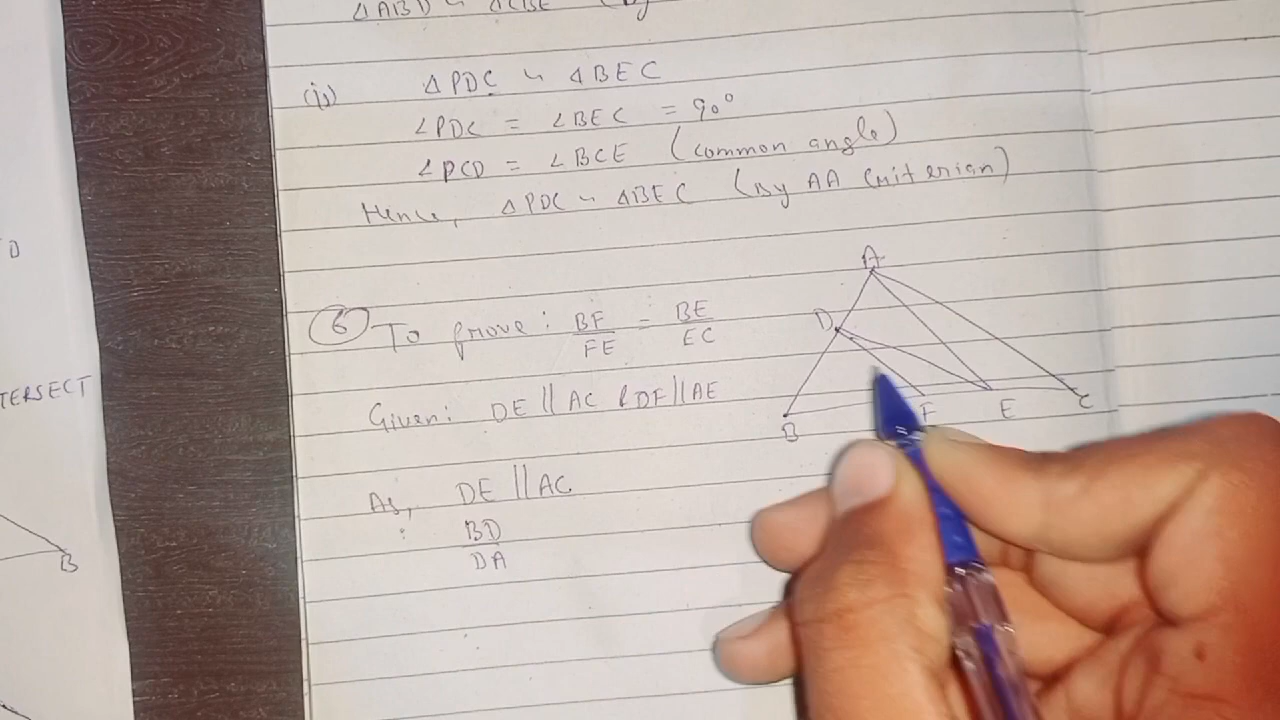 (ii) Δ PDC ~ Δ BEC
∠PDC = ∠BEC = 90°
∠PCD = ∠BCE (Common angle)
Hence, Δ PDC ~ Δ BEC (By AA Criterian)
D
A
6 To prove: BF/FE = BE/EC
D
TERSECT
Given: DE || AC & DF || AE
F E C
B
As, DE || AC
: BD/DA
B